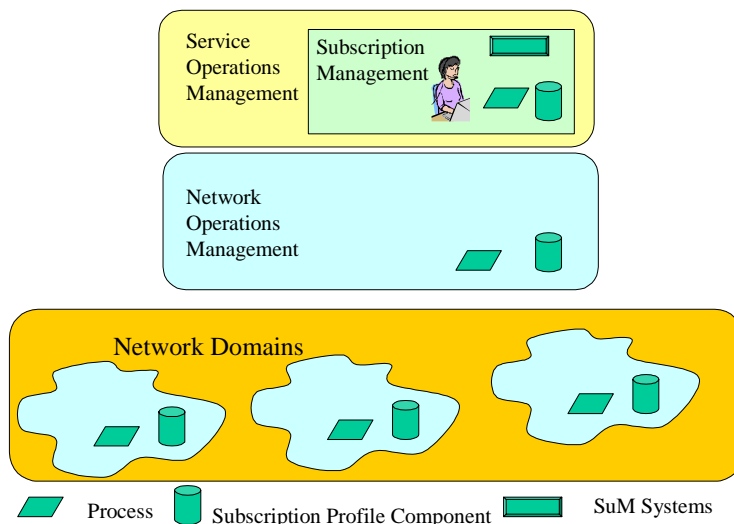 Service
Operations
Management
Subscription
Management
Network
Operations
Management
Network Domains
Process
Subscription Profile Component
SuM Systems